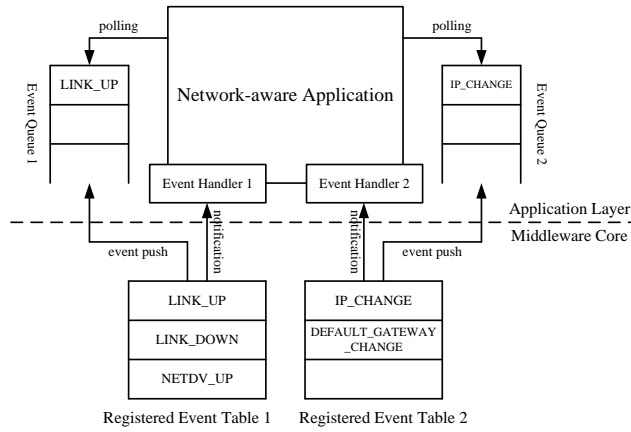 polling
polling
LINK_UP
Network-aware Application
IP_CHANGE
Event Queue 1
Event Queue 2
Event Handler 1
Event Handler 2
notification
notification
Application Layer
Middleware Core
event push
event push
LINK_UP
IP_CHANGE
LINK_DOWN
DEFAULT_GATEWAY
_CHANGE
NETDV_UP
Registered Event Table 1
Registered Event Table 2